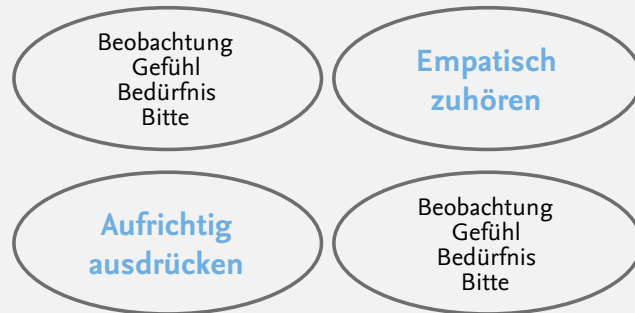 Beobachtung
Gefühl
Bedürfnis
Bitte
Empatisch
zuhören
Aufrichtig
ausdrücken
Beobachtung
Gefühl
Bedürfnis
Bitte